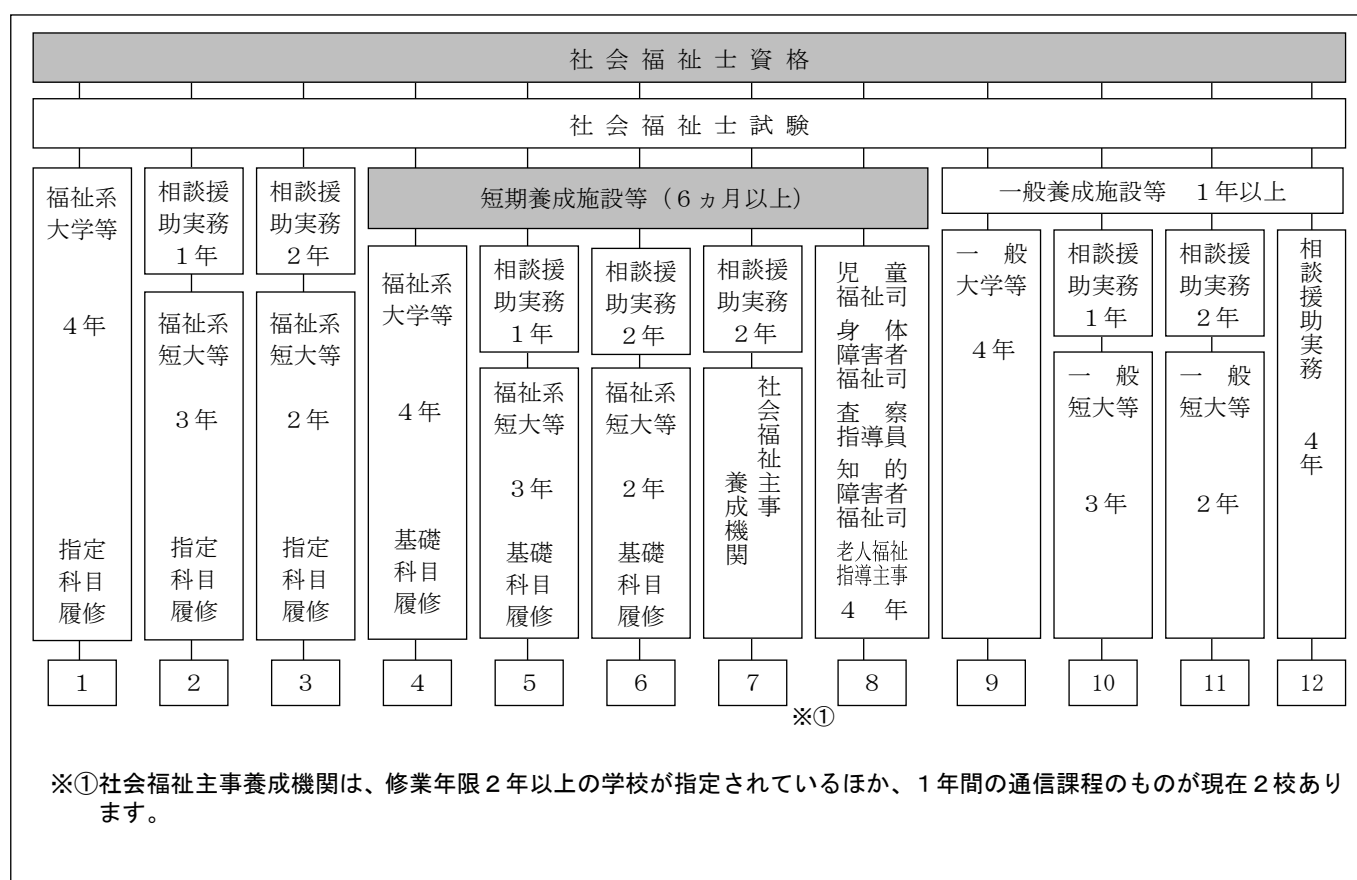 社会福祉士資格
社会福祉士試験
福祉系
大学等
4年
指定
科目
履修
相談援
助実務
1年
福祉系
短大等
3年
指定
科目
履修
相談援
助実務
2年
福祉系
短大等
2年
指定
科目
履修
短期養成施設等(6ヵ月以上)
福祉系
大学等
4年
基礎
科目
履修
相談援
助実務
1年
福祉系
短大等
3年
基礎
科目
履修
相談援
助実務
2年
福祉系
短大等
2年
基礎
科目
履修
相談援
助実務
2年
社会福祉主事
養成機関
児童
福祉司
身体
障害者
福祉司
査察
指導員
知的
障害者
福祉司
老人福祉
指導主事
4年
一般養成施設等 1年以上
一般
大学等
4年
相談援
助実務
1年
一般
短大等
3年
相談援
助実務
2年
一般
短大等
2年
相談援助実務 4年
1
2
3
4
5
6
7
8
9
10
11
12
※①
※①社会福祉主事養成機関は、修業年限2年以上の学校が指定されているほか、1年間の通信課程のものが現在2校あり
ます。